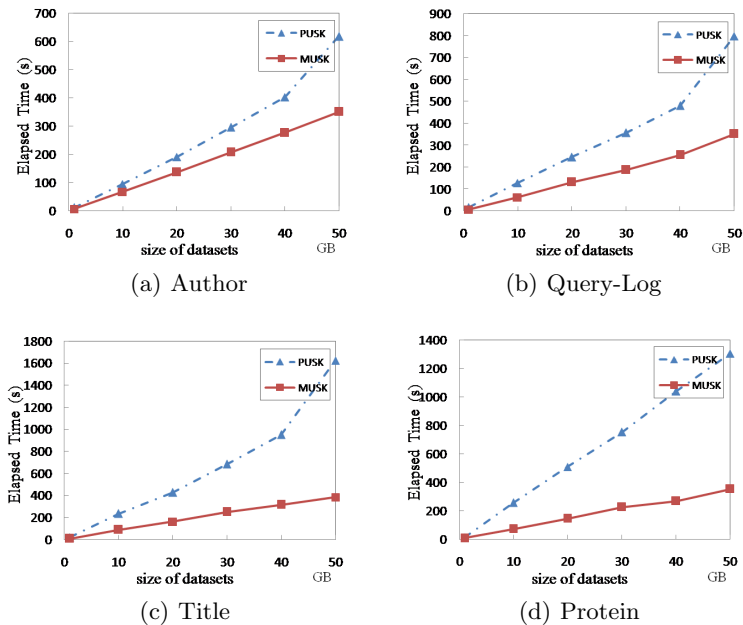 700
600
500
400
300
200
100
0
Elapsed Time (s)
PUSK
MUSK
0 10 20 30 40 50
size of datasets GB
(a) Author
900
800
700
600
500
400
300
200
100
0
Elapsed Time (s)
PUSK
MUSK
0 10 20 30 40 50
size of datasets GB
(b) Query-Log
1800
1600
1400
1200
1000
800
600
400
200
0
Elapsed Time (s)
PUSK
MUSK
0 10 20 30 40 50
size of datasets GB
(c) Title
1400
1200
1000
800
600
400
200
0
Elapsed Time (s)
PUSK
MUSK
0 10 20 30 40 50
size of datasets GB
(d) Protein